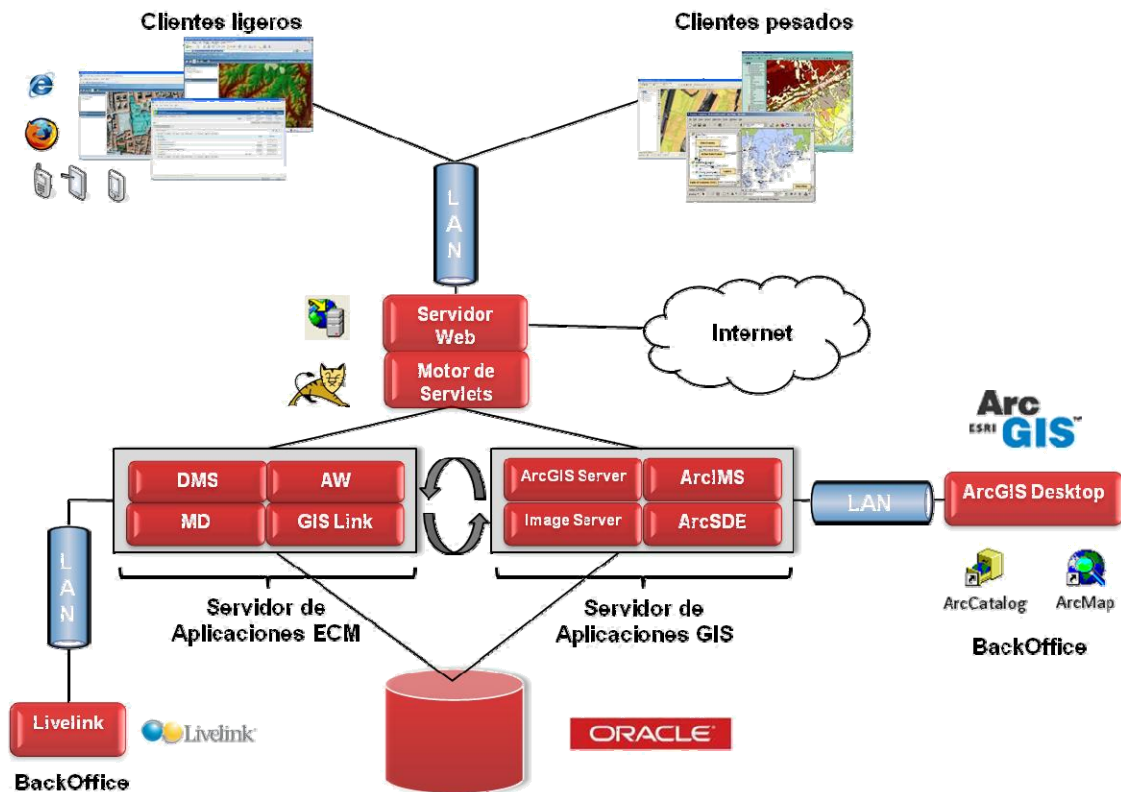 Clientes ligeros
Clientes pesados
LAN
Servidor
Web
Motor de
Servlets
Internet
DMS
AW
MD
GIS Link
ArcGIS Server
ArcIMS
Image Server
ArcSDE
LAN
Arc
ESRI GIS™
ArcGIS Desktop
ArcCatalog
ArcMap
BackOffice
LAN
Servidor de
Aplicaciones ECM
Servidor de
Aplicaciones GIS
Livelink
Livelink
BackOffice
ORACLE